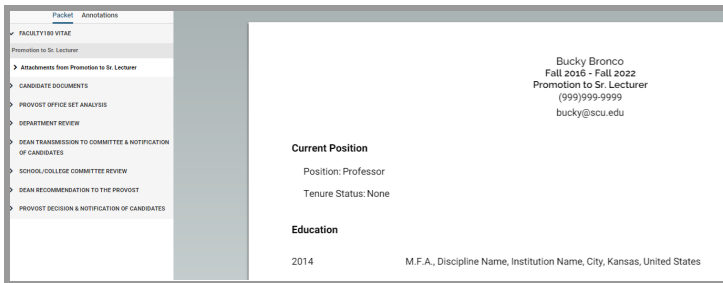 Packet Annotations
FACULTY180 VITAE
Promotion to Sr. Lecturer
Attachments from Promotion to Sr. Lecturer
CANDIDATE DOCUMENTS
PROVOST OFFICE SET ANALYSIS
DEPARTMENT REVIEW
DEAN TRANSMISSION TO COMMITTEE & NOTIFICATION
OF CANDIDATES
SCHOOL/COLLEGE COMMITTEE REVIEW
DEAN RECOMMENDATION TO THE PROVOST
PROVOST DECISION & NOTIFICATION OF CANDIDATES
Bucky Bronco
Fall 2016 - Fall 2022
Promotion to Sr. Lecturer
(999)999-9999
bucky@scu.edu
Current Position
Position: Professor
Tenure Status: None
Education
2014 M.F.A., Discipline Name, Institution Name, City, Kansas, United States